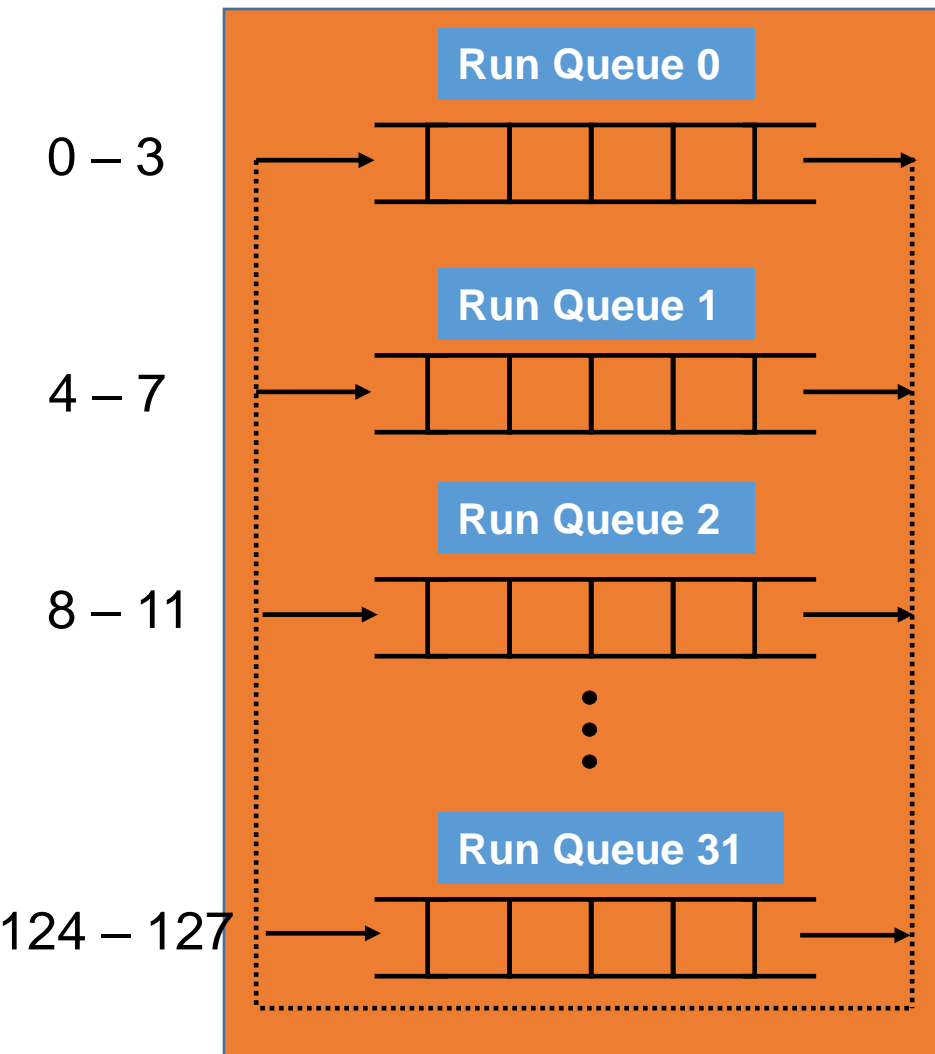 Run Queue 0
0 – 3
Run Queue 1
4 – 7
Run Queue 2
8 – 11
Run Queue 31
124 – 127